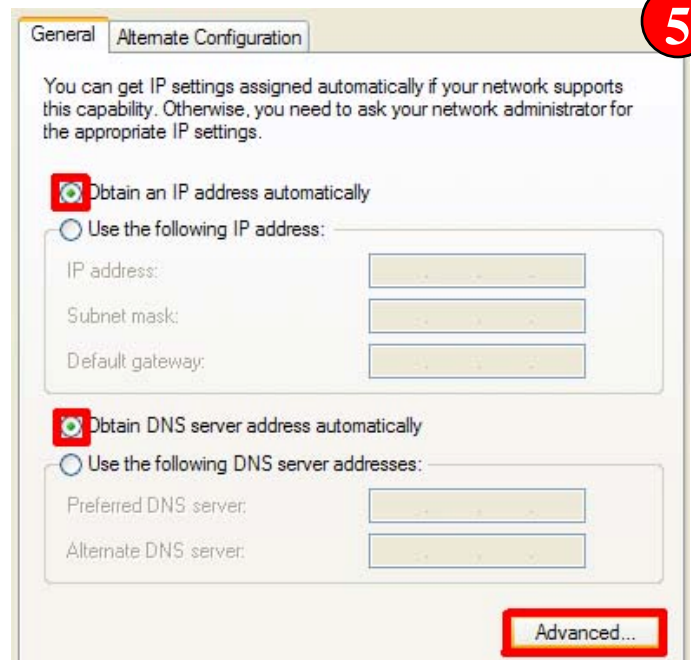 5
General Alternate Configuration
You can get IP settings assigned automatically if your network supports
this capability. Otherwise, you need to ask your network administrator for
the appropriate IP settings.
Obtain an IP address automatically
Use the following IP address:
IP address:
Subnet mask:
Default gateway:
Obtain DNS server address automatically
Use the following DNS server addresses:
Preferred DNS server:
Alternate DNS server:
Advanced...